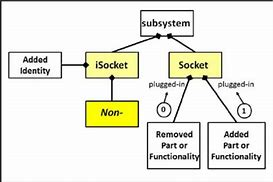 subsystem
Added
Identity
iSocket
Socket
Non-
plugged-in
plugged-in
0
1
Removed
Part or
Functionality
Added
Part or
Functionality